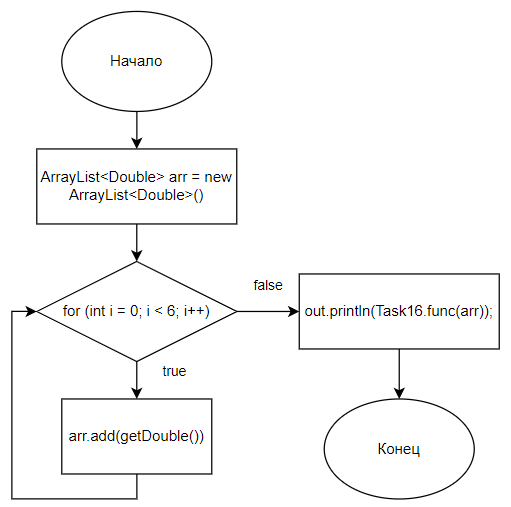 Начало
ArrayList<Double> arr = new
ArrayList<Double>()
for (int i = 0; i < 6; i++)
false
out.println(Task16.func(arr));
true
arr.add(getDouble())
Конец